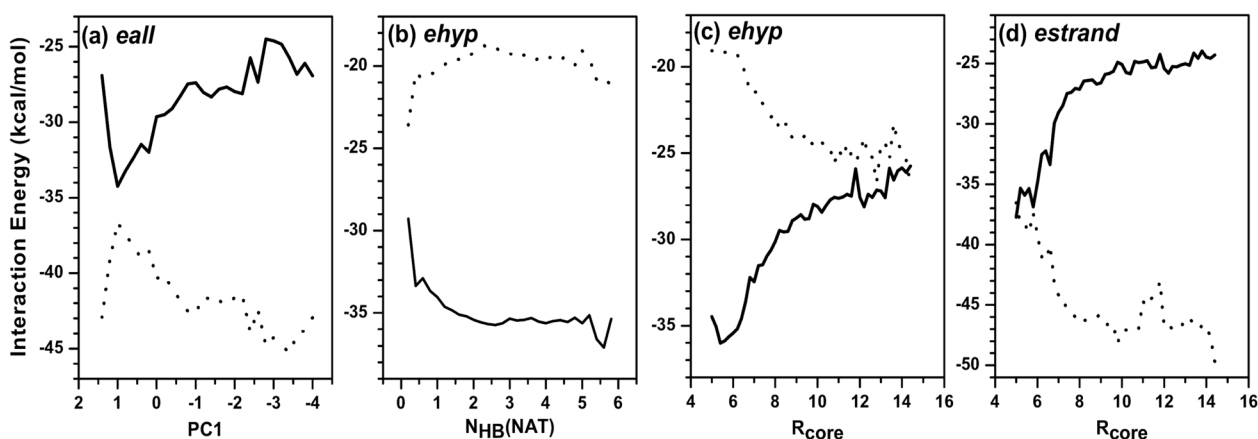 Interaction Energy (kcal/mol)
(a) eall
-25
-30
-35
-40
-45
2 1 0 -1 -2 -3 -4
PC1
(b) ehyp
-20
-25
-30
-35
0 1 2 3 4 5 6
NHB(NAT)
(c) ehyp
-20
-25
-30
-35
4 6 8 10 12 14 16
Rcore
(d) estrand
-25
-30
-35
-40
-45
-50
4 6 8 10 12 14 16
Rcore